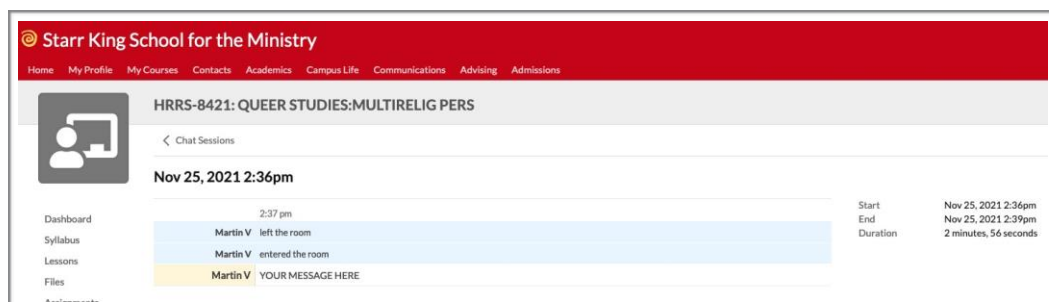 Starr King School for the Ministry
Home My Profile My Courses Contacts Academics Campus Life Communications Advising Admissions
HRRS-8421: QUEER STUDIES:MULTIRELIG PERS
Chat Sessions
Nov 25, 2021 2:36pm
2:37 pm
Martin V left the room
Martin V entered the room
Martin V YOUR MESSAGE HERE
Start Nov 25, 2021 2:36pm
End Nov 25, 2021 2:39pm
Duration 2 minutes, 56 seconds
Dashboard
Syllabus
Lessons
Files
Assignments